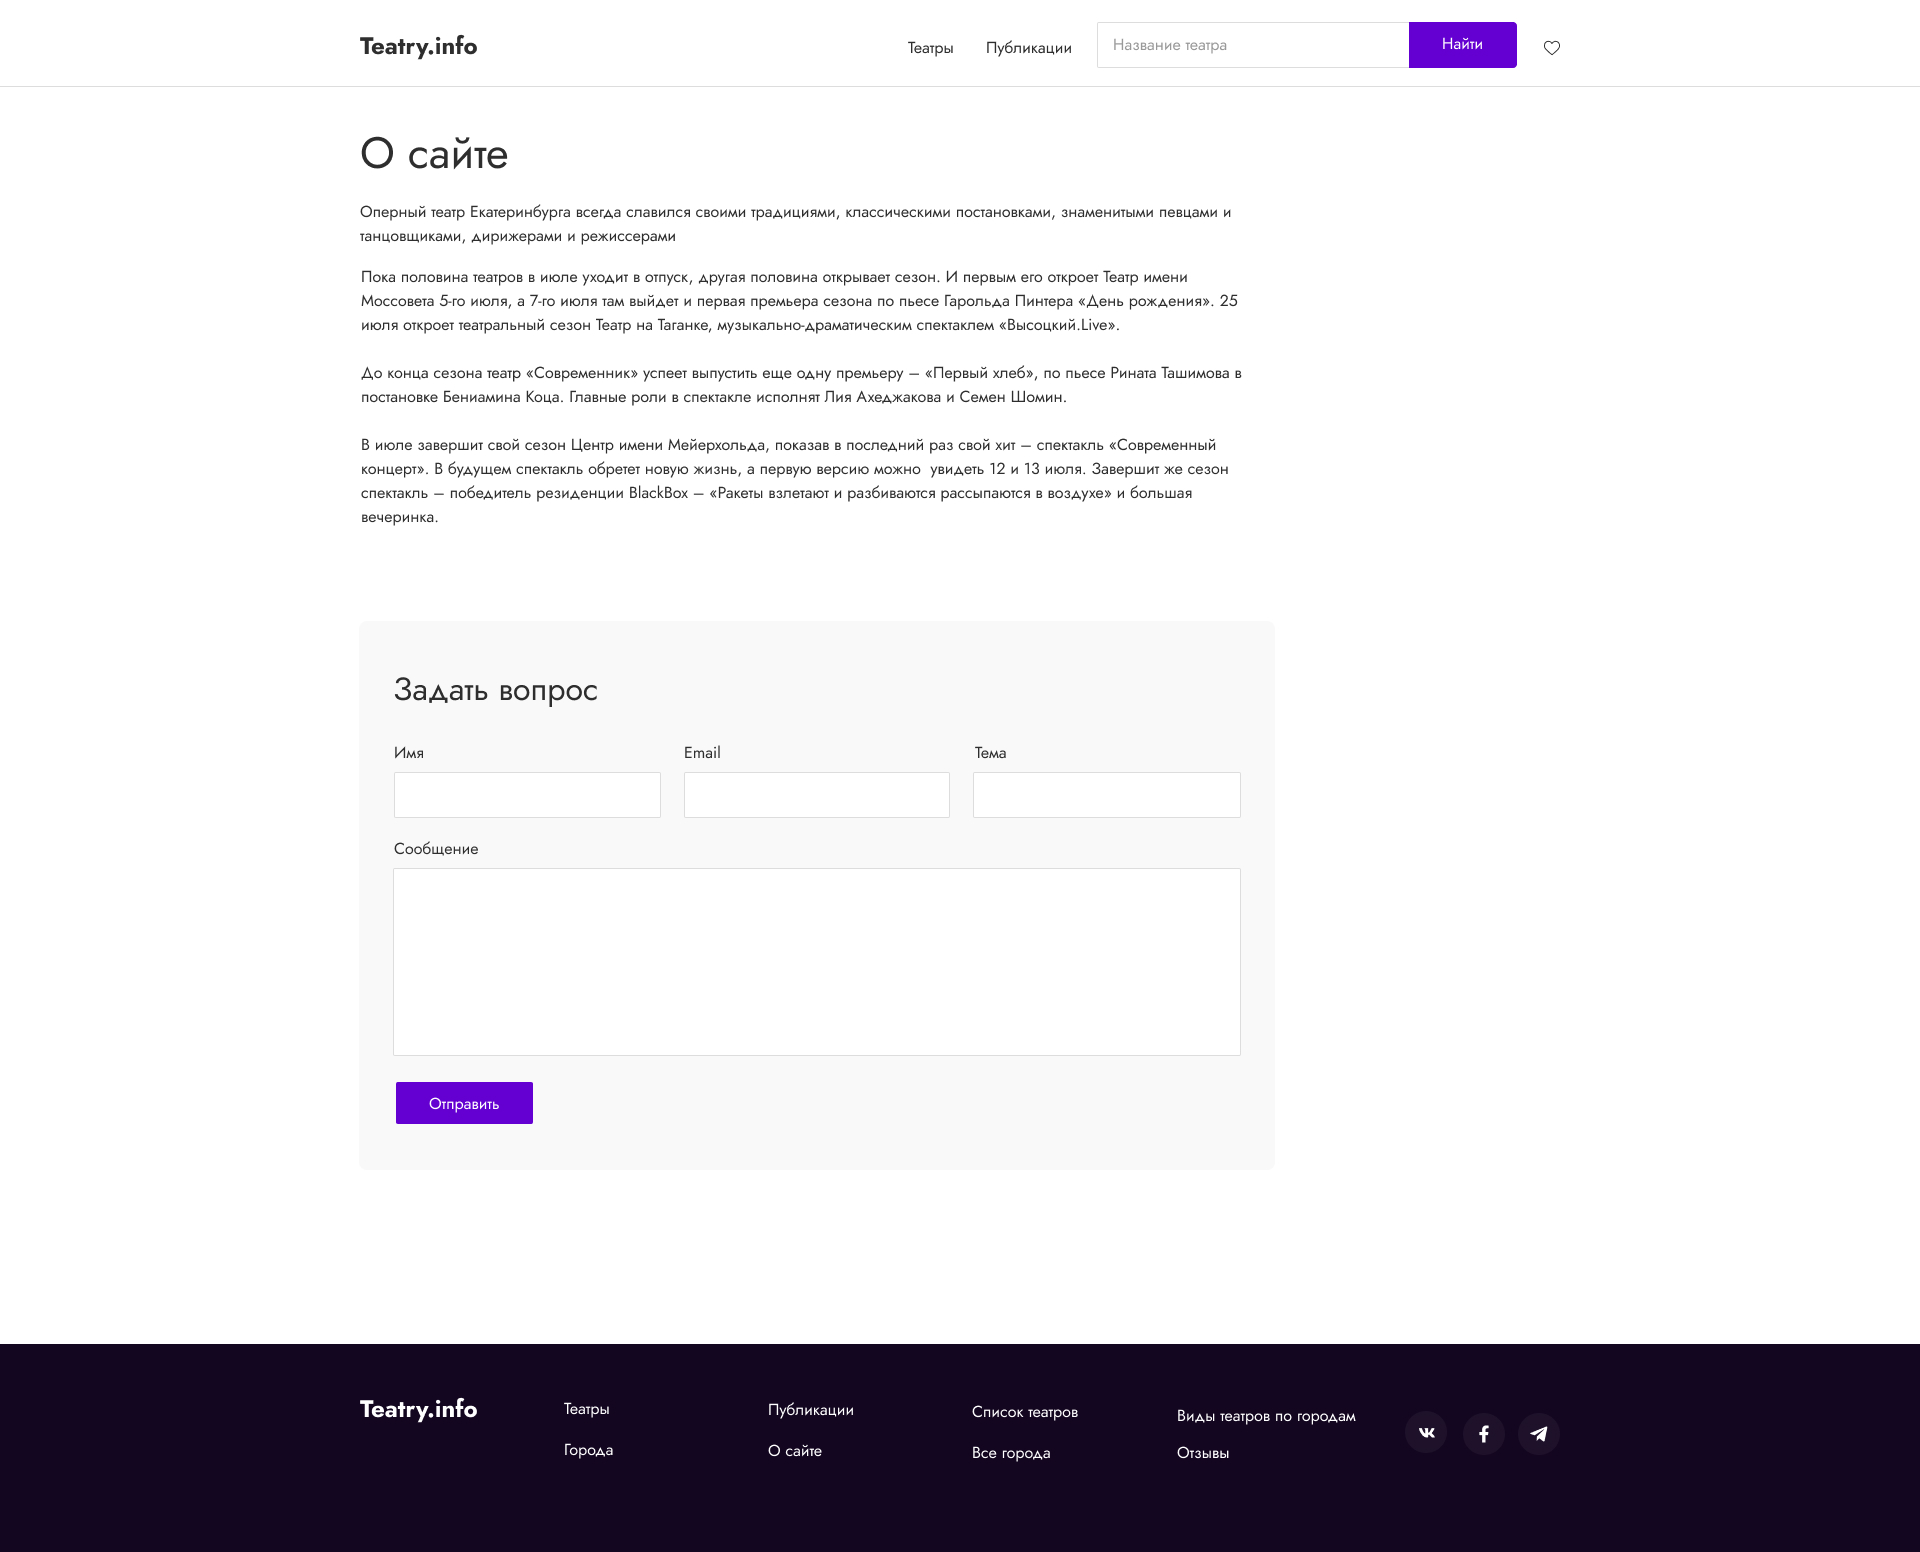 Teatry.info
Театры
Публикации
Название театра
Найти
О сайте
Оперный театр Екатеринбурга всегда славился своими традициями, классическими постановками, знаменитыми певцами и
танцовщиками, дирижерами и режиссерами
Пока половина театров в июле уходит в отпуск, другая половина открывает сезон. И первым его откроет Театр имени
Моссовета 5-го июля, а 7-го июля там выйдет и первая премьера сезона по пьесе Гарольда Пинтера «День рождения». 25
июля откроет театральный сезон Театр на Таганке, музыкально-драматическим спектаклем «Высоцкий.Live».
До конца сезона театр «Современник» успеет выпустить еще одну премьеру – «Первый хлеб», по пьесе Рината Ташимова в
постановке Бениамина Коца. Главные роли в спектакле исполнят Лия Ахеджакова и Семен Шомин.
В июле завершит свой сезон Центр имени Мейерхольда, показав в последний раз свой хит – спектакль «Современный
концерт». В будущем спектакль обретет новую жизнь, а первую версию можно  увидеть 12 и 13 июля. Завершит же сезон
спектакль – победитель резиденции BlackBox – «Ракеты взлетают и разбиваются рассыпаются в воздухе» и большая
вечеринка.
Задать вопрос
Имя
Email
Тема
Сообщение
Отправить
Teatry.info
Театры
Города
Публикации
О сайте
Список театров
Все города
Виды театров по городам
Отзывы